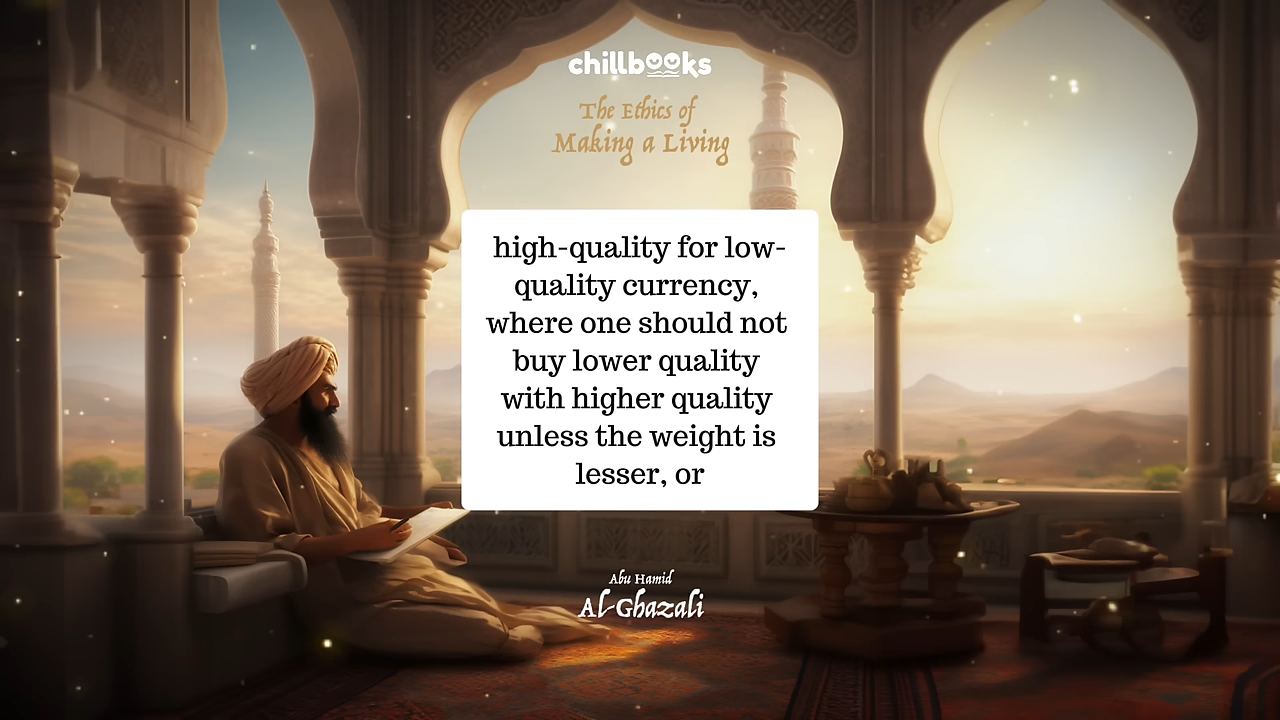 chillbooks
The Ethics of
Making a Living
high-quality for low-
quality currency,
where one should not
buy lower quality
with higher quality
unless the weight is
lesser, or
Abu Hamid
Al-Ghazali